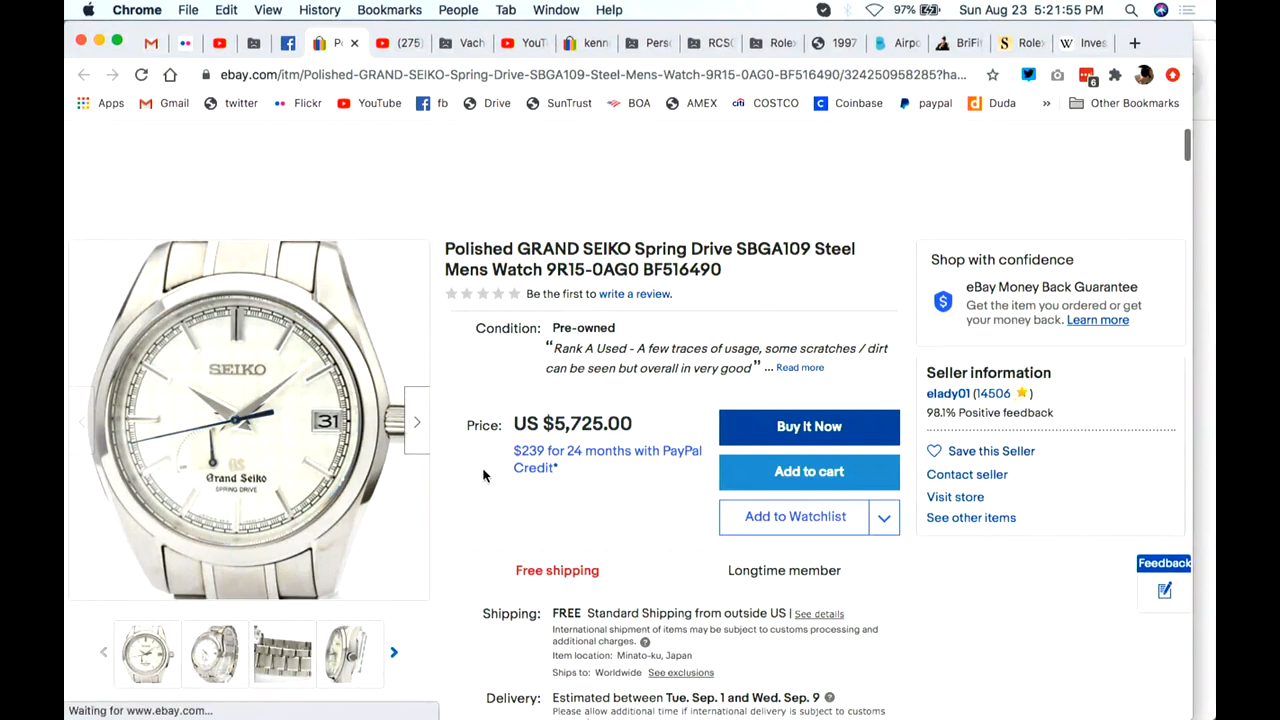 Chrome File Edit View History Bookmarks People Tab Window Help 97% Sun Aug 23 5:21:55 PM
(275) Vach YouT kenn Pers RCS( Role 1997 Airpo BriFi Role Inves
ebay.com/itm/Polished-GRAND-SEIKO-Spring-Drive-SBGA109-Steel-Mens-Watch-9R15-0AG0-BF516490/324250958285?ha...
6
Apps Gmail twitter Flickr YouTube fb Drive SunTrust BOA AMEX citi COSTCO Coinbase paypal Duda » Other Bookmarks
Polished GRAND SEIKO Spring Drive SBGA109 Steel
Mens Watch 9R15-0AG0 BF516490
Be the first to write a review.
Condition: Pre-owned
“Rank A Used - A few traces of usage, some scratches / dirt
can be seen but overall in very good” ... Read more
Price: US $5,725.00
$239 for 24 months with PayPal
Credit*
Buy It Now
Add to cart
Add to Watchlist
Free shipping Longtime member
Shipping: FREE Standard Shipping from outside US | See details
International shipment of items may be subject to customs processing and
additional charges.
Item location: Minato-ku, Japan
Ships to: Worldwide See exclusions
Delivery: Estimated between Tue. Sep. 1 and Wed. Sep. 9
Please allow additional time if international delivery is subject to customs
Shop with confidence
eBay Money Back Guarantee
Get the item you ordered or get
your money back. Learn more
Seller information
elady01 (14506 )
98.1% Positive feedback
Save this Seller
Contact seller
Visit store
See other items
Feedback
SEIKO
31
GS
Grand Seiko
SPRING DRIVE
Waiting for www.ebay.com...